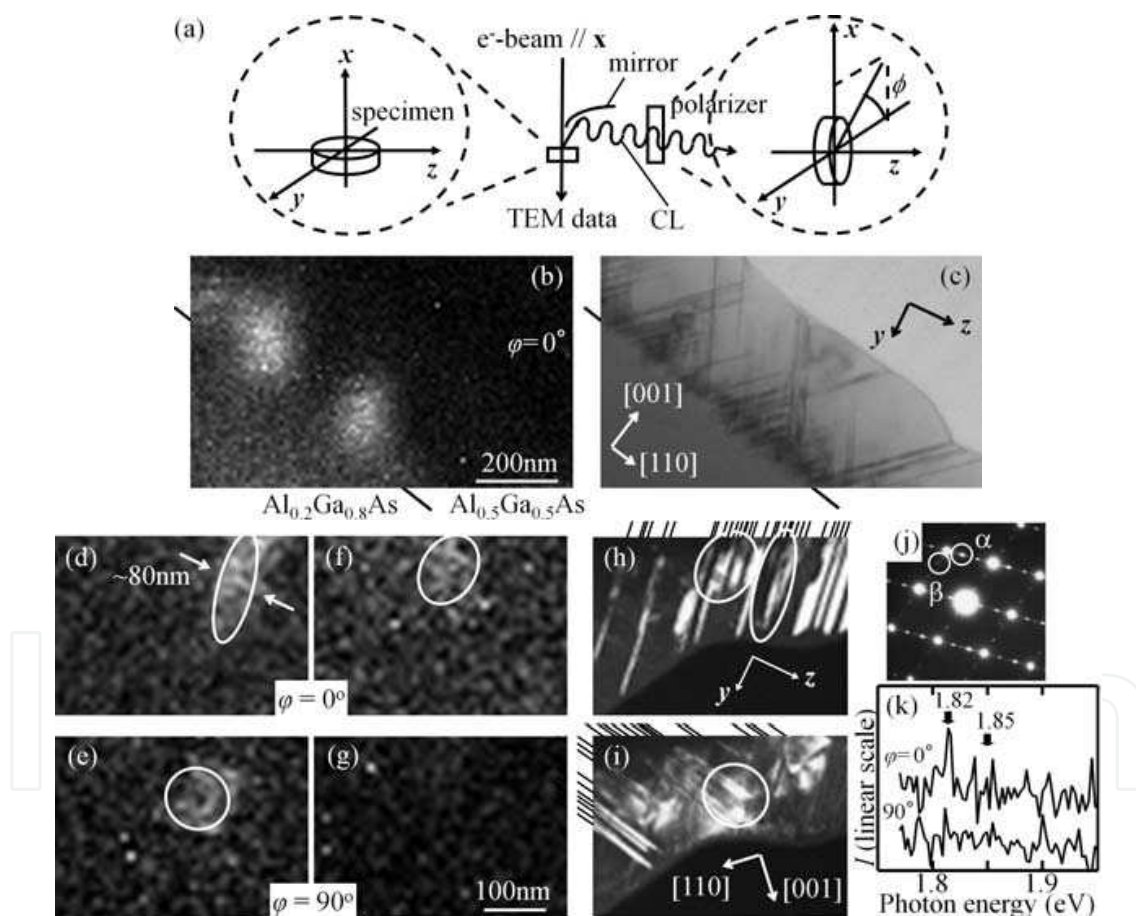 (a)
e⁻-beam // x
mirror
polarizer
x
specimen
z
y
TEM data
CL
x
ϕ
z
y
(b)
φ=0°
200nm
(c)
y
z
[001]
[110]
Al₀.₂Ga₀.₈As
Al₀.₅Ga₀.₅As
(d)
~80nm
(f)
φ = 0°
(h)
y
z
(j)
α
β
(e)
(g)
φ = 90°
100nm
(i)
[110]
[001]
(k)
1.82
1.85
φ=0°
90°
I (linear scale)
1.8
1.9
Photon energy (eV)